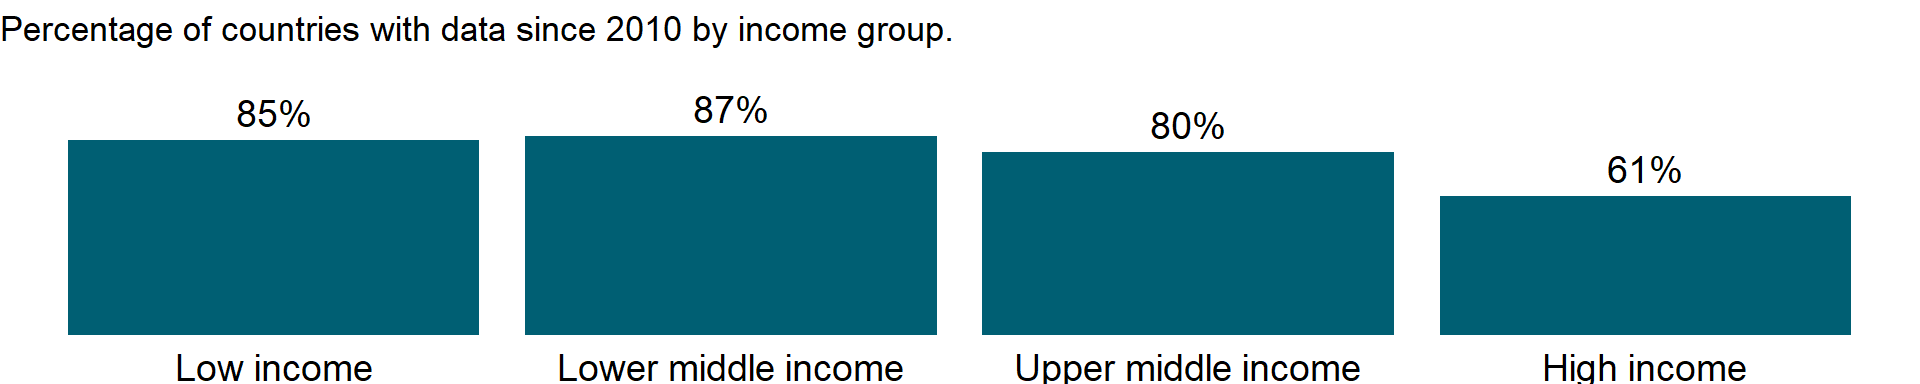 Percentage of countries with data since 2010 by income group.
85%
87%
80%
61%
Low income
Lower middle income
Upper middle income
High income